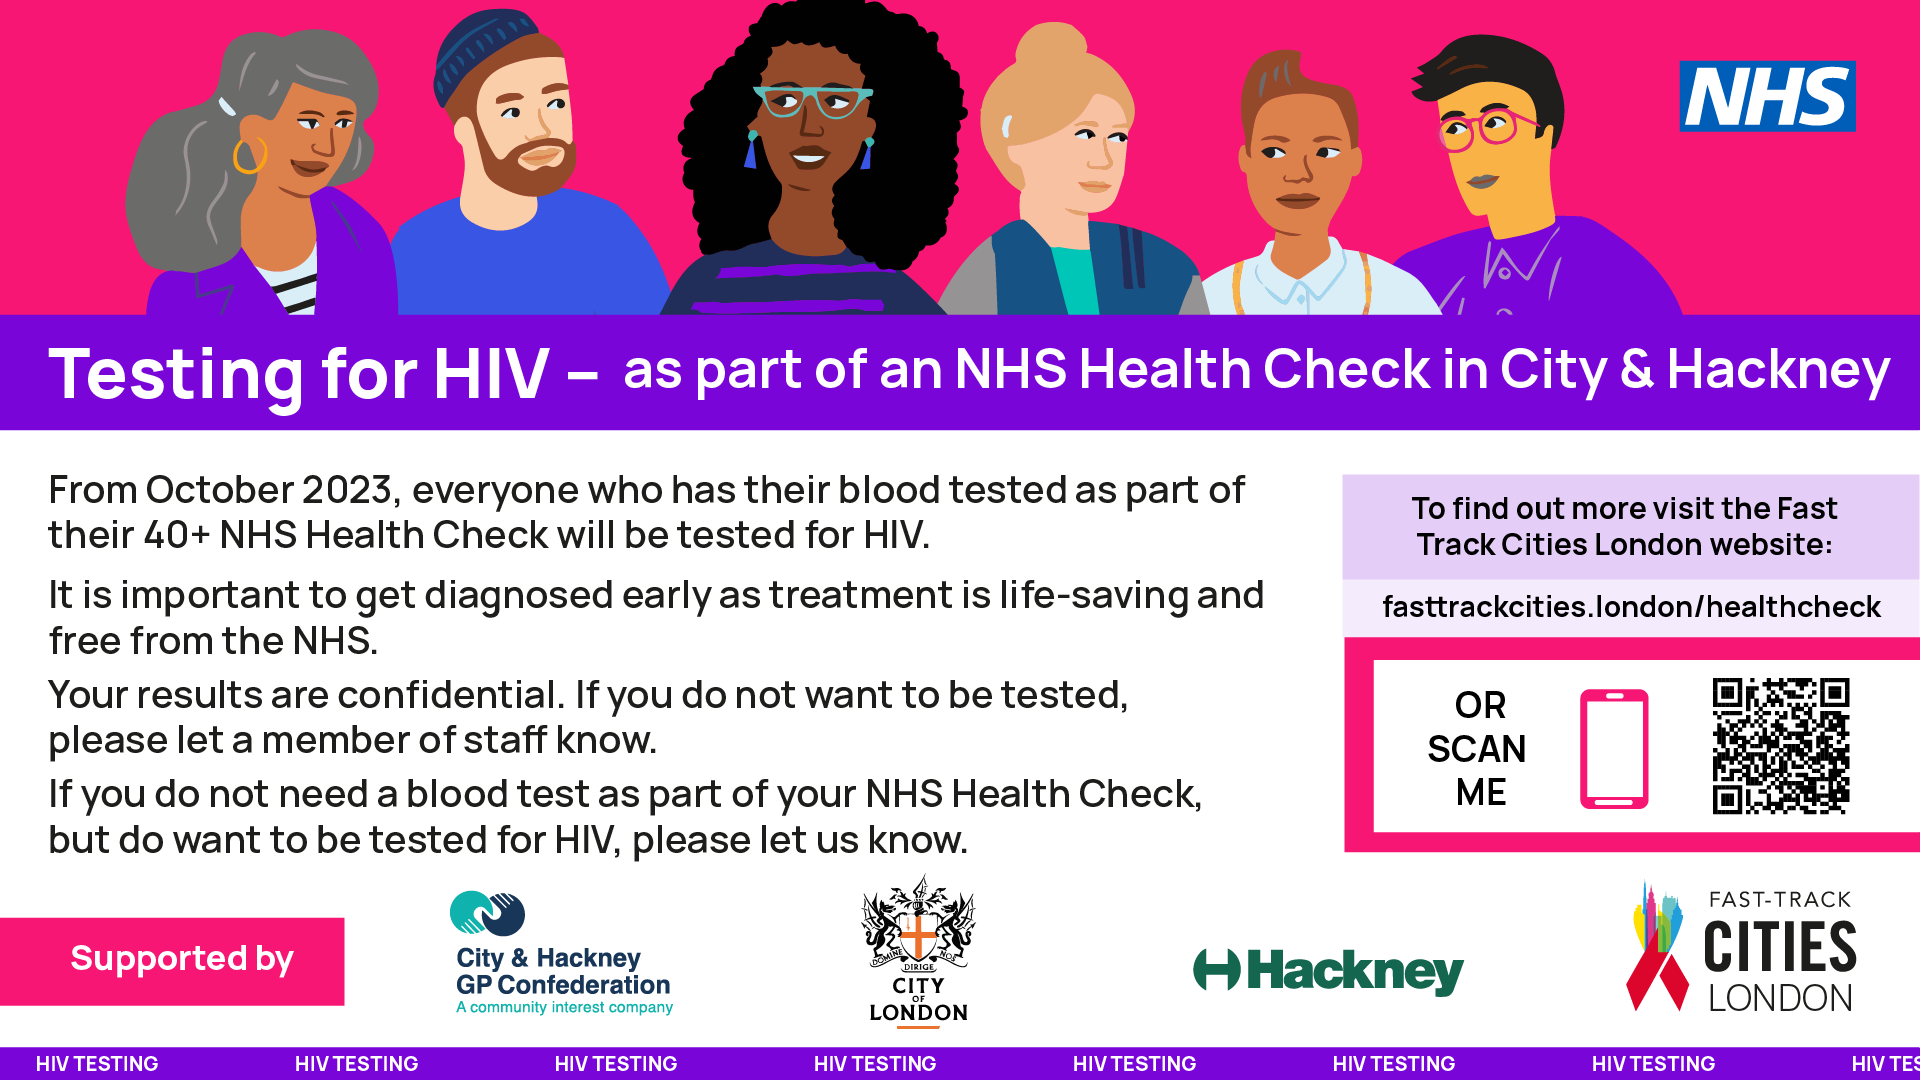 NHS
Testing for HIV – as part of an NHS Health Check in City & Hackney
From October 2023, everyone who has their blood tested as part of
their 40+ NHS Health Check will be tested for HIV.
It is important to get diagnosed early as treatment is life-saving and
free from the NHS.
Your results are confidential. If you do not want to be tested,
please let a member of staff know.
If you do not need a blood test as part of your NHS Health Check,
but do want to be tested for HIV, please let us know.
To find out more visit the Fast
Track Cities London website:
fasttrackcities.london/healthcheck
OR
SCAN
ME
Supported by
City & Hackney
GP Confederation
A community interest company
DOMINE DIRIGE NOS
CITY
OF
LONDON
Hackney
FAST-TRACK
CITIES
LONDON
HIV TESTING HIV TESTING HIV TESTING HIV TESTING HIV TESTING HIV TESTING HIV TESTING HIV TES